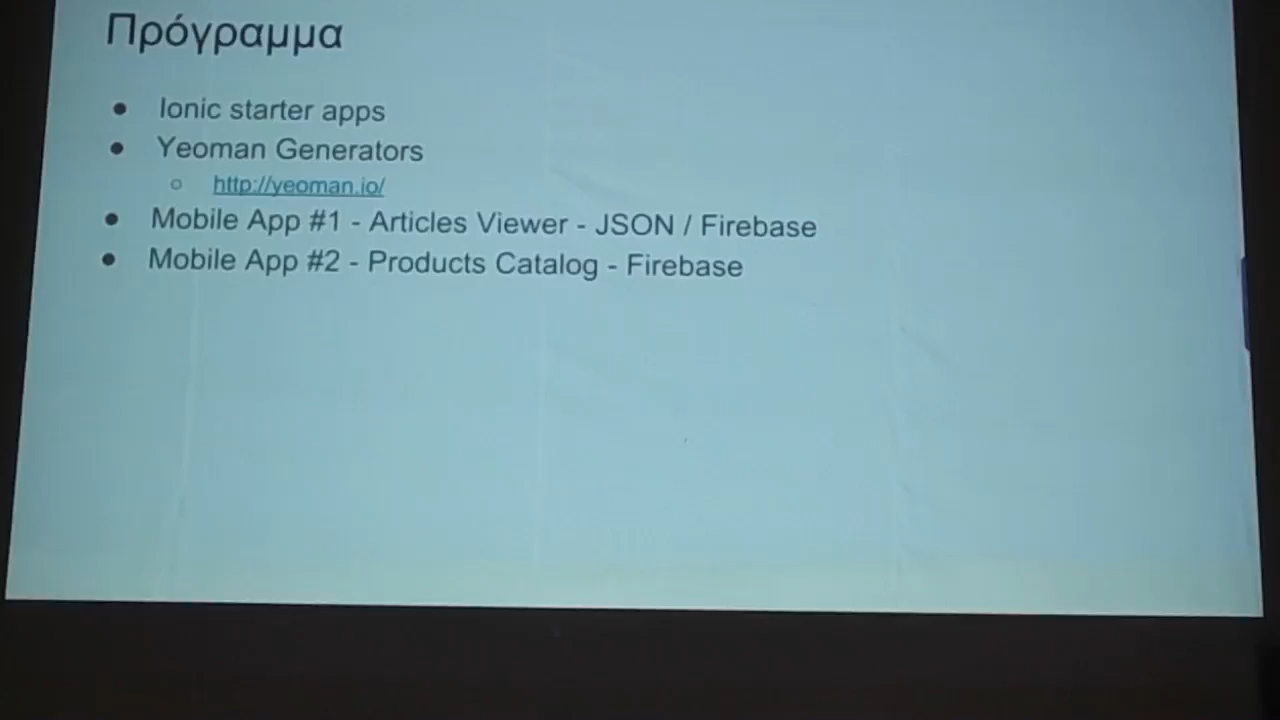 Πρόγραμμα
● Ionic starter apps
● Yeoman Generators
○ http://yeoman.io/
● Mobile App #1 - Articles Viewer - JSON / Firebase
● Mobile App #2 - Products Catalog - Firebase